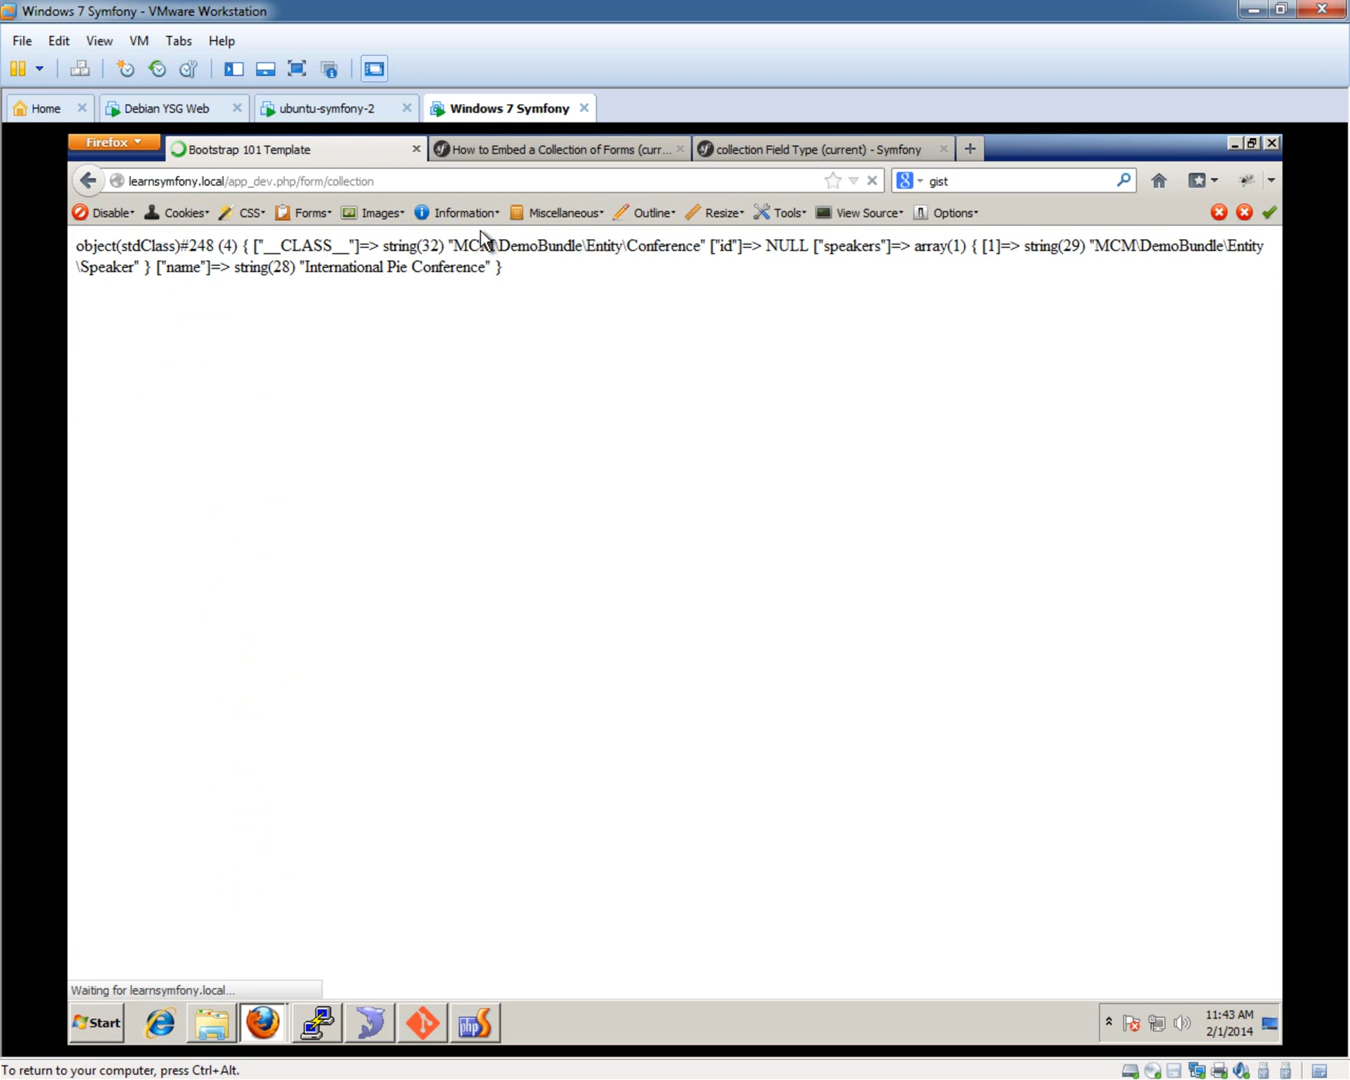 Windows 7 Symfony - VMware Workstation
File Edit View VM Tabs Help
Home Debian YSG Web ubuntu-symfony-2 Windows 7 Symfony
Firefox Bootstrap 101 Template How to Embed a Collection of Forms (curr... collection Field Type (current) - Symfony
learnsymfony.local/app_dev.php/form/collection gist
Disable Cookies CSS Forms Images Information Miscellaneous Outline Resize Tools View Source Options
object(stdClass)#248 (4) { ["__CLASS__"]=> string(32) "MCM\DemoBundle\Entity\Conference" ["id"]=> NULL ["speakers"]=> array(1) { [1]=> string(29) "MCM\DemoBundle\Entity
\Speaker" } ["name"]=> string(28) "International Pie Conference" }
Waiting for learnsymfony.local...
Start php 11:43 AM
2/1/2014
To return to your computer, press Ctrl+Alt.